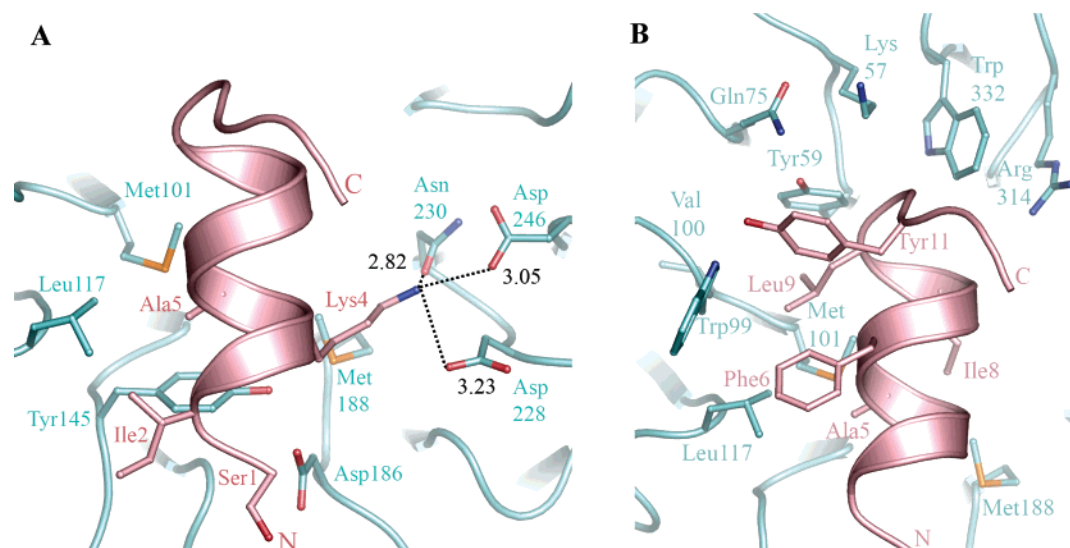 A
Met101
Leu117
Ala5
Tyr145
Ile2
Ser1
N
C
Asn
230
Asp
246
2.82
3.05
Lys4
Met
188
3.23
Asp
228
Asp186
B
Lys
57
Trp
332
Gln75
Tyr59
Arg
314
Val
100
Tyr11
Leu9
C
Trp99
Met
101
Phe6
Ile8
Ala5
Leu117
Met188
N